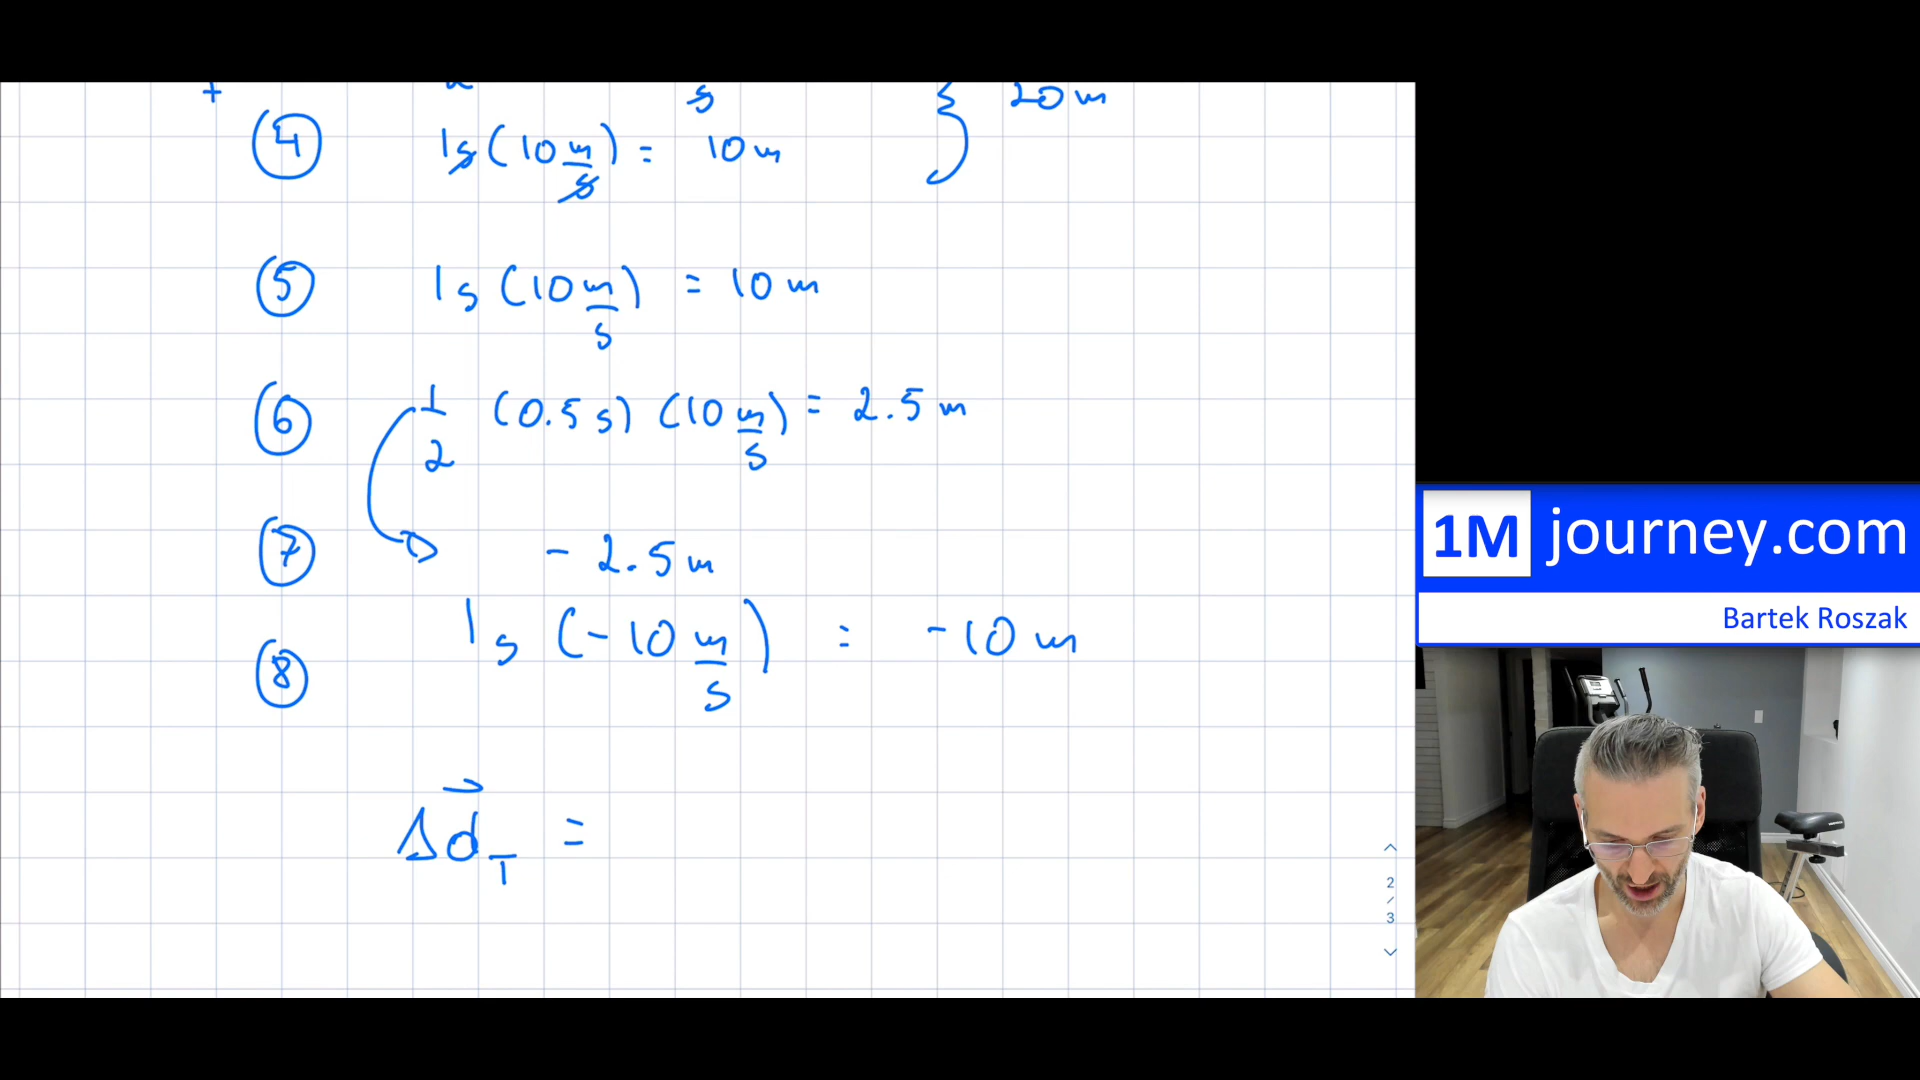 + s 20 m
4 1s (10 m/s) = 10 m
5 1s (10 m/s) = 10 m
6 1/2 (0.5 s) (10 m/s) = 2.5 m
7 - 2.5 m
8 1s (-10 m/s) = -10 m
Δd⃗T =
2
/
3
1M journey.com
Bartek Roszak